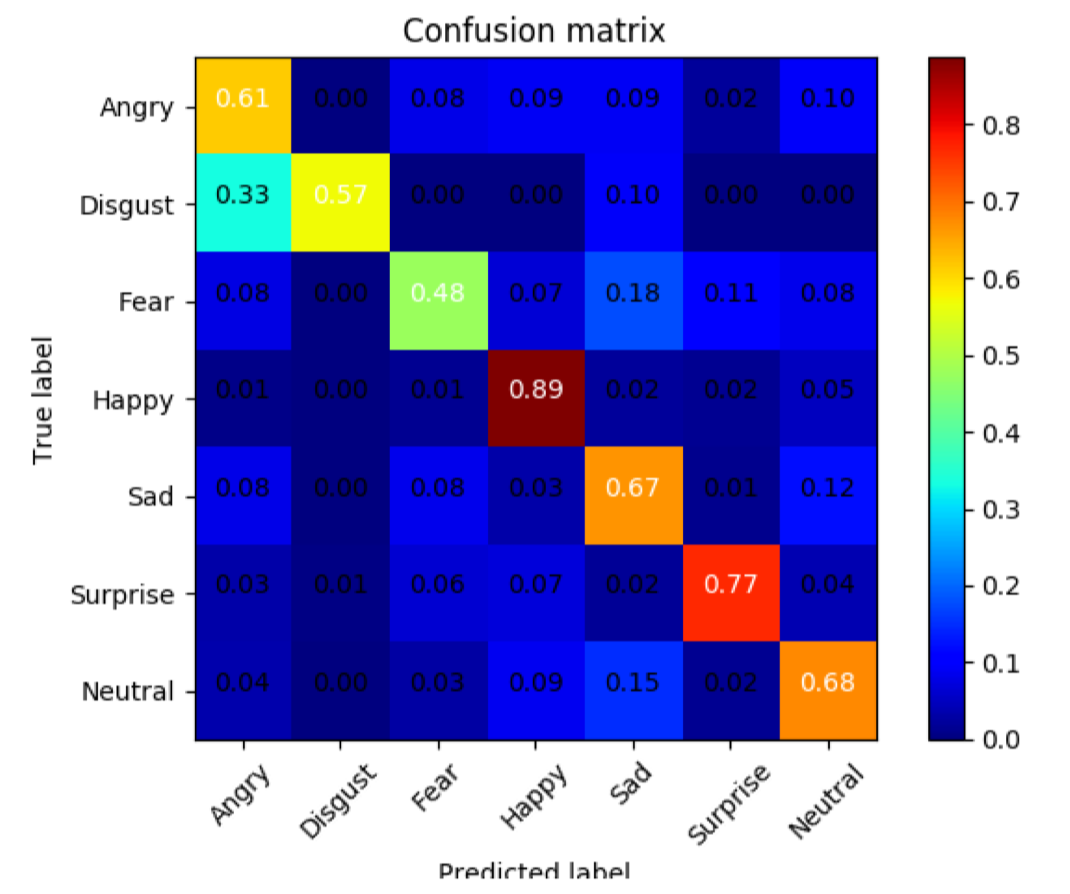 Confusion matrix
Angry 0.61 0.00 0.08 0.09 0.09 0.02 0.10
Disgust 0.33 0.57 0.00 0.00 0.10 0.00 0.00
Fear 0.08 0.00 0.48 0.07 0.18 0.11 0.08
Happy 0.01 0.00 0.01 0.89 0.02 0.02 0.05
Sad 0.08 0.00 0.08 0.03 0.67 0.01 0.12
Surprise 0.03 0.01 0.06 0.07 0.02 0.77 0.04
Neutral 0.04 0.00 0.03 0.09 0.15 0.02 0.68
True label
Angry Disgust Fear Happy Sad Surprise Neutral
Predicted label
0.8
0.7
0.6
0.5
0.4
0.3
0.2
0.1
0.0